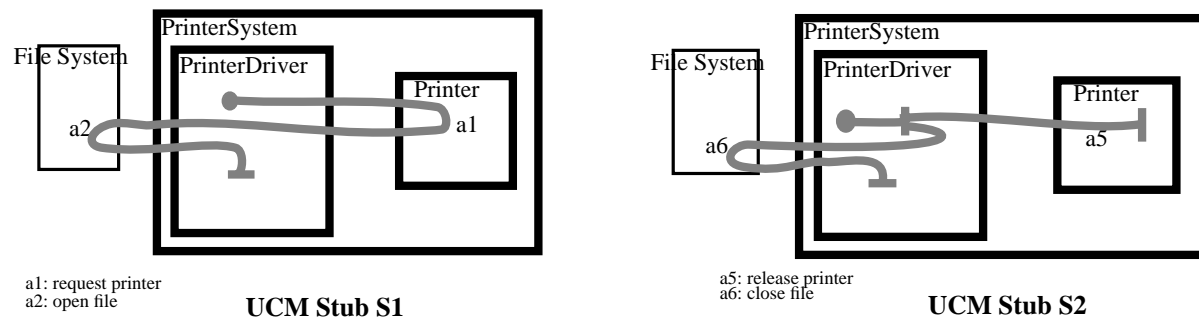 PrinterSystem
File System
PrinterDriver
Printer
a2
a1
a1: request printer
a2: open file
UCM Stub S1
PrinterSystem
File System
PrinterDriver
Printer
a6
a5
a5: release printer
a6: close file
UCM Stub S2